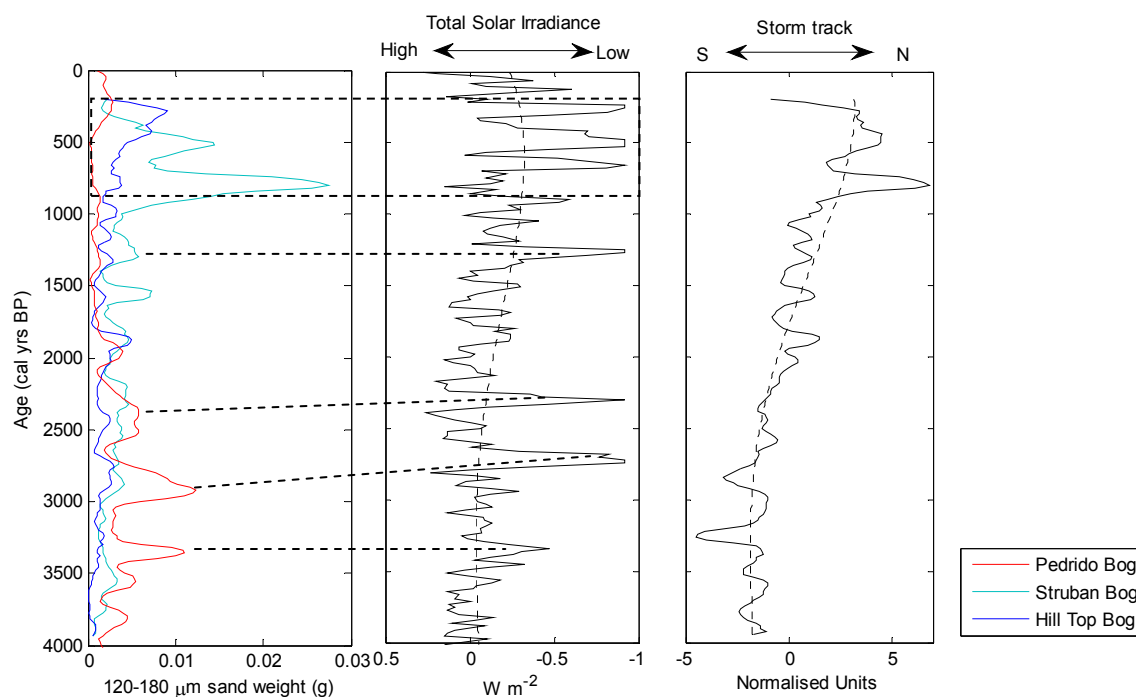 Total Solar Irradiance
High Low
Storm track
S N
Age (cal yrs BP)
0
500
1000
1500
2000
2500
3000
3500
4000
0 0.01 0.02 0.03
120-180 μm sand weight (g)
0.5 0 -0.5 -1
W m-2
-5 0 5
Normalised Units
Pedrido Bog
Struban Bog
Hill Top Bog